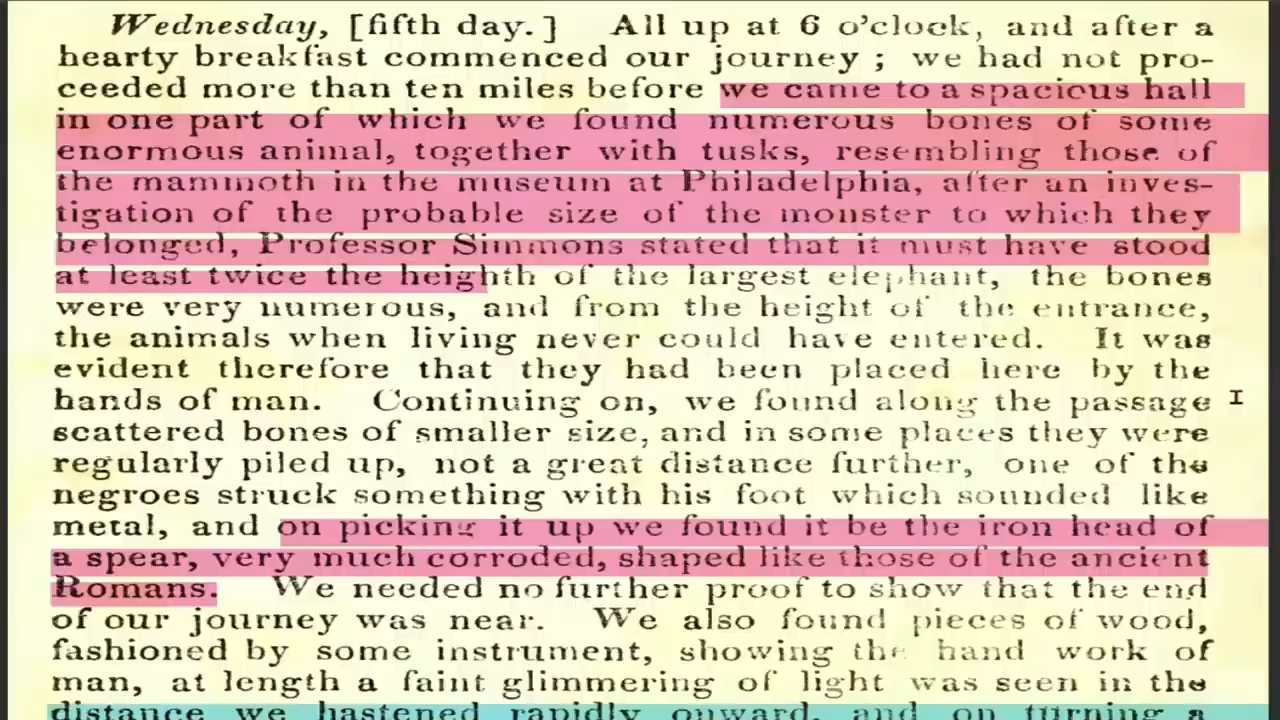 Wednesday, [fifth day.] All up at 6 o'clock, and after a
hearty breakfast commenced our journey ; we had not pro-
ceeded more than ten miles before we came to a spacious hall
in one part of which we found numerous bones of some
enormous animal, together with tusks, resembling those of
the mammoth in the museum at Philadelphia, after an inves-
tigation of the probable size of the monster to which they
belonged, Professor Simmons stated that it must have stood
at least twice the heighth of the largest elephant, the bones
were very numerous, and from the height of the entrance,
the animals when living never could have entered. It was
evident therefore that they had been placed here by the
hands of man. Continuing on, we found along the passage
scattered bones of smaller size, and in some places they were
regularly piled up, not a great distance further, one of the
negroes struck something with his foot which sounded like
metal, and on picking it up we found it be the iron head of
a spear, very much corroded, shaped like those of the ancient
Romans. We needed no further proof to show that the end
of our journey was near. We also found pieces of wood,
fashioned by some instrument, showing the hand work of
man, at length a faint glimmering of light was seen in the
distance we hastened rapidly onward, and on turning a